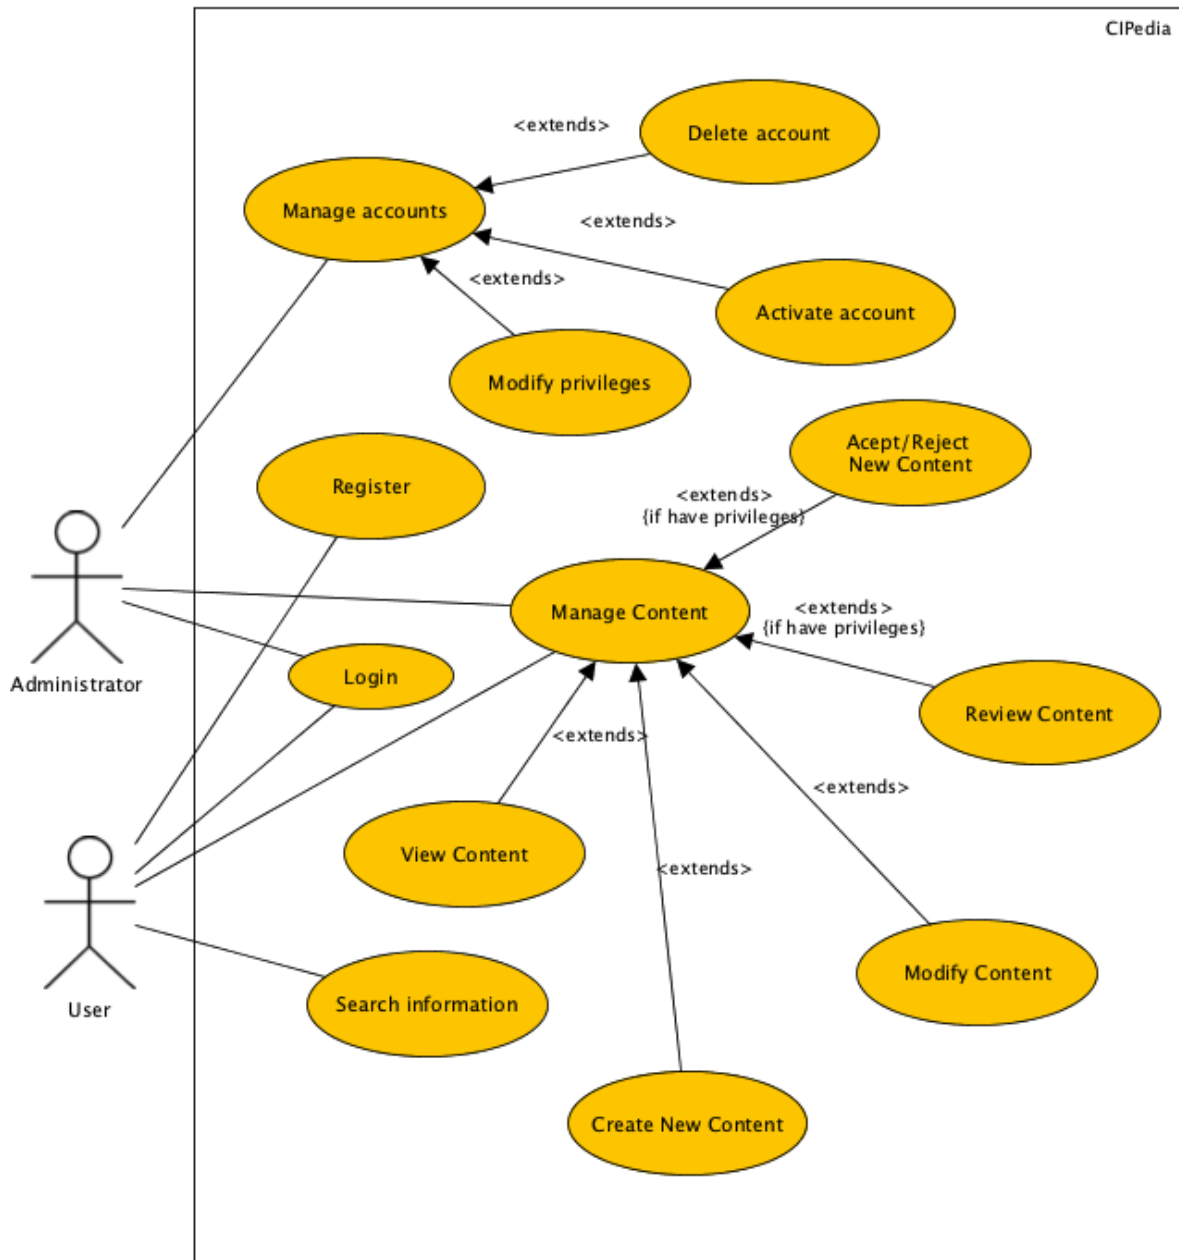 CIPedia
<extends>
Delete account
Manage accounts
<extends>
<extends>
Activate account
Modify privileges
Acept/Reject
New Content
Register
<extends>
{if have privileges}
Manage Content
<extends>
{if have privileges}
Login
Administrator
Review Content
<extends>
<extends>
View Content
<extends>
Modify Content
Search information
User
Create New Content